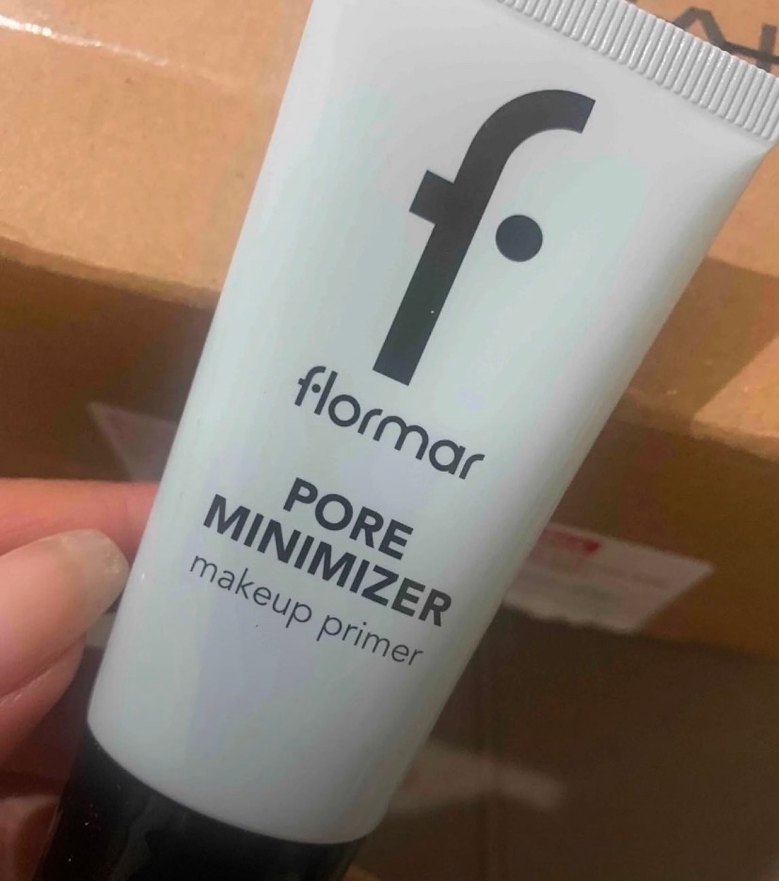 f
flormar
PORE
MINIMIZER
makeup primer